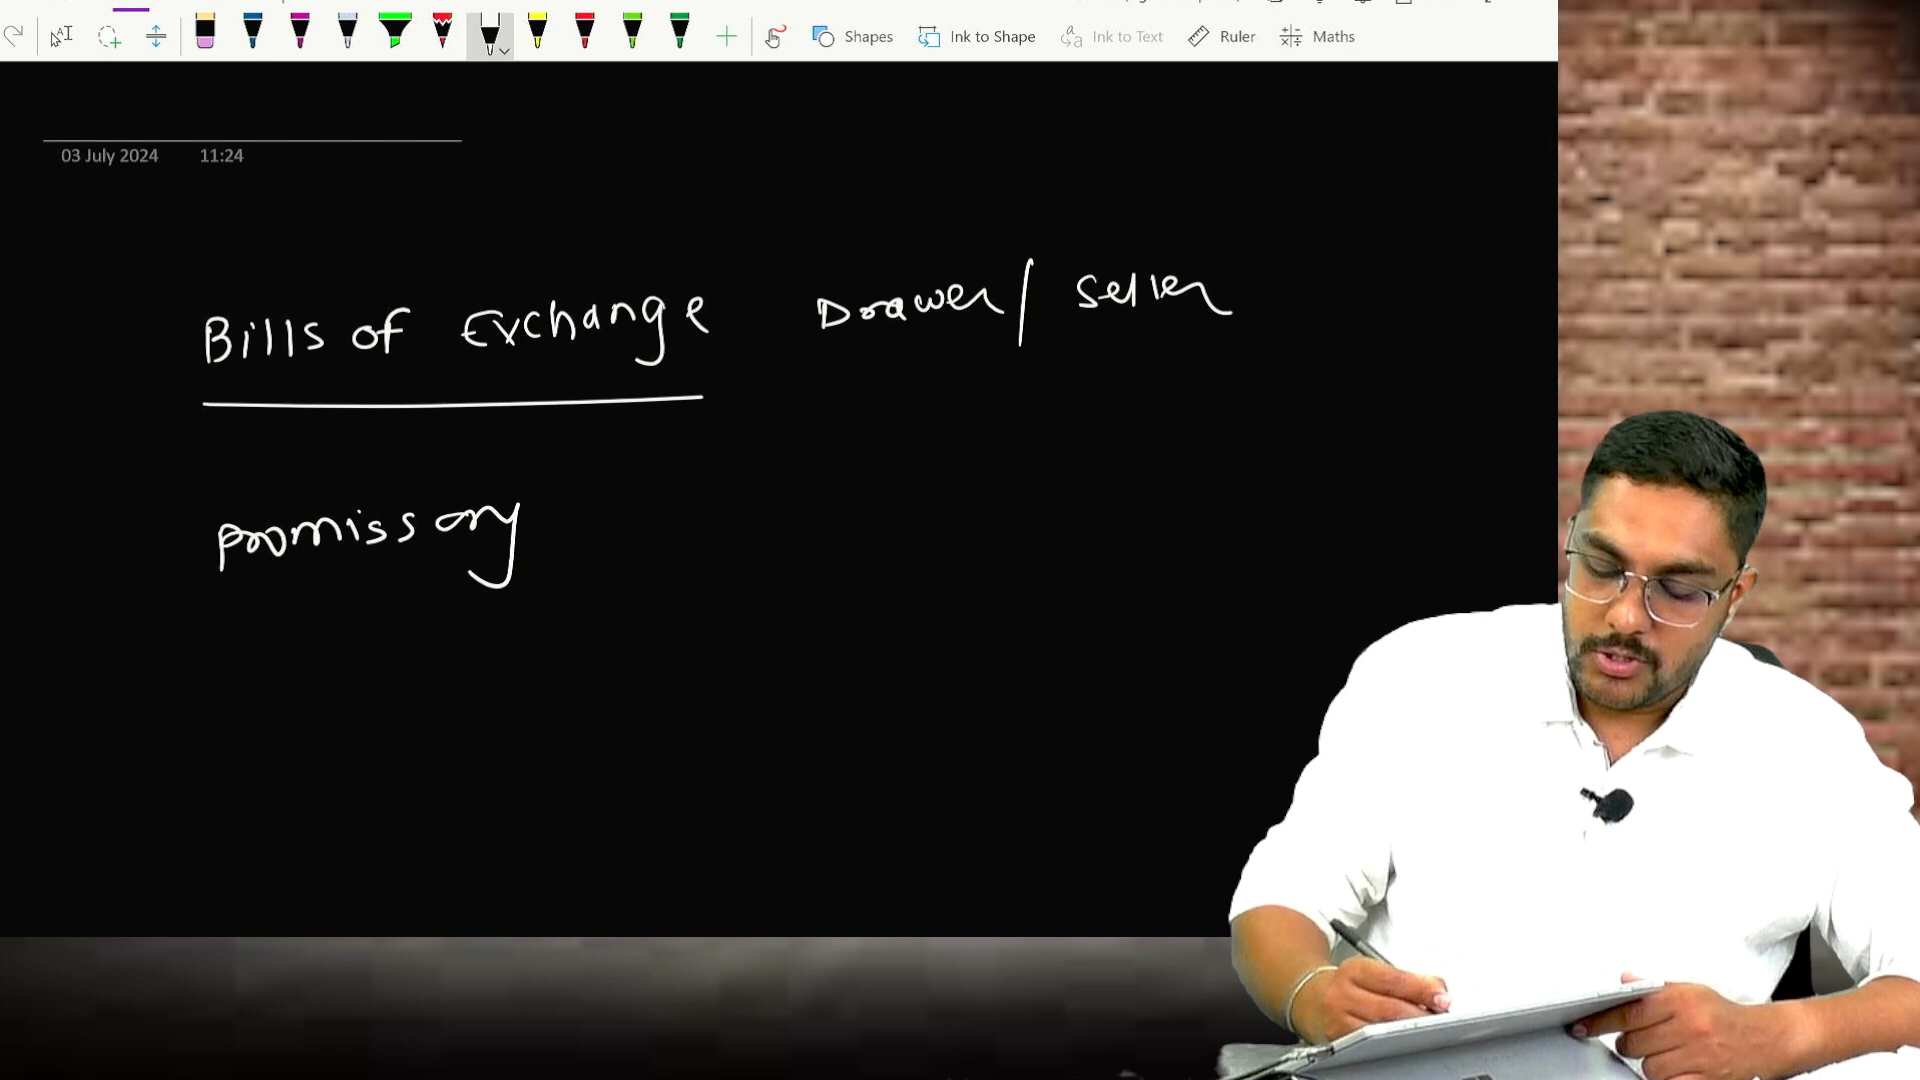 Shapes Ink to Shape Ink to Text Ruler Maths
03 July 2024 11:24
Bills of Exchange Drawer/ Seller
promissory